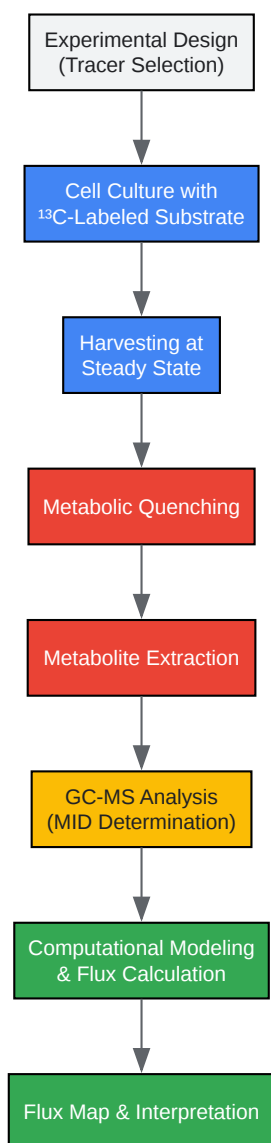 Experimental Design
(Tracer Selection)
Cell Culture with
¹³C-Labeled Substrate
Harvesting at
Steady State
Metabolic Quenching
Metabolite Extraction
GC-MS Analysis
(MID Determination)
Computational Modeling
& Flux Calculation
Flux Map & Interpretation